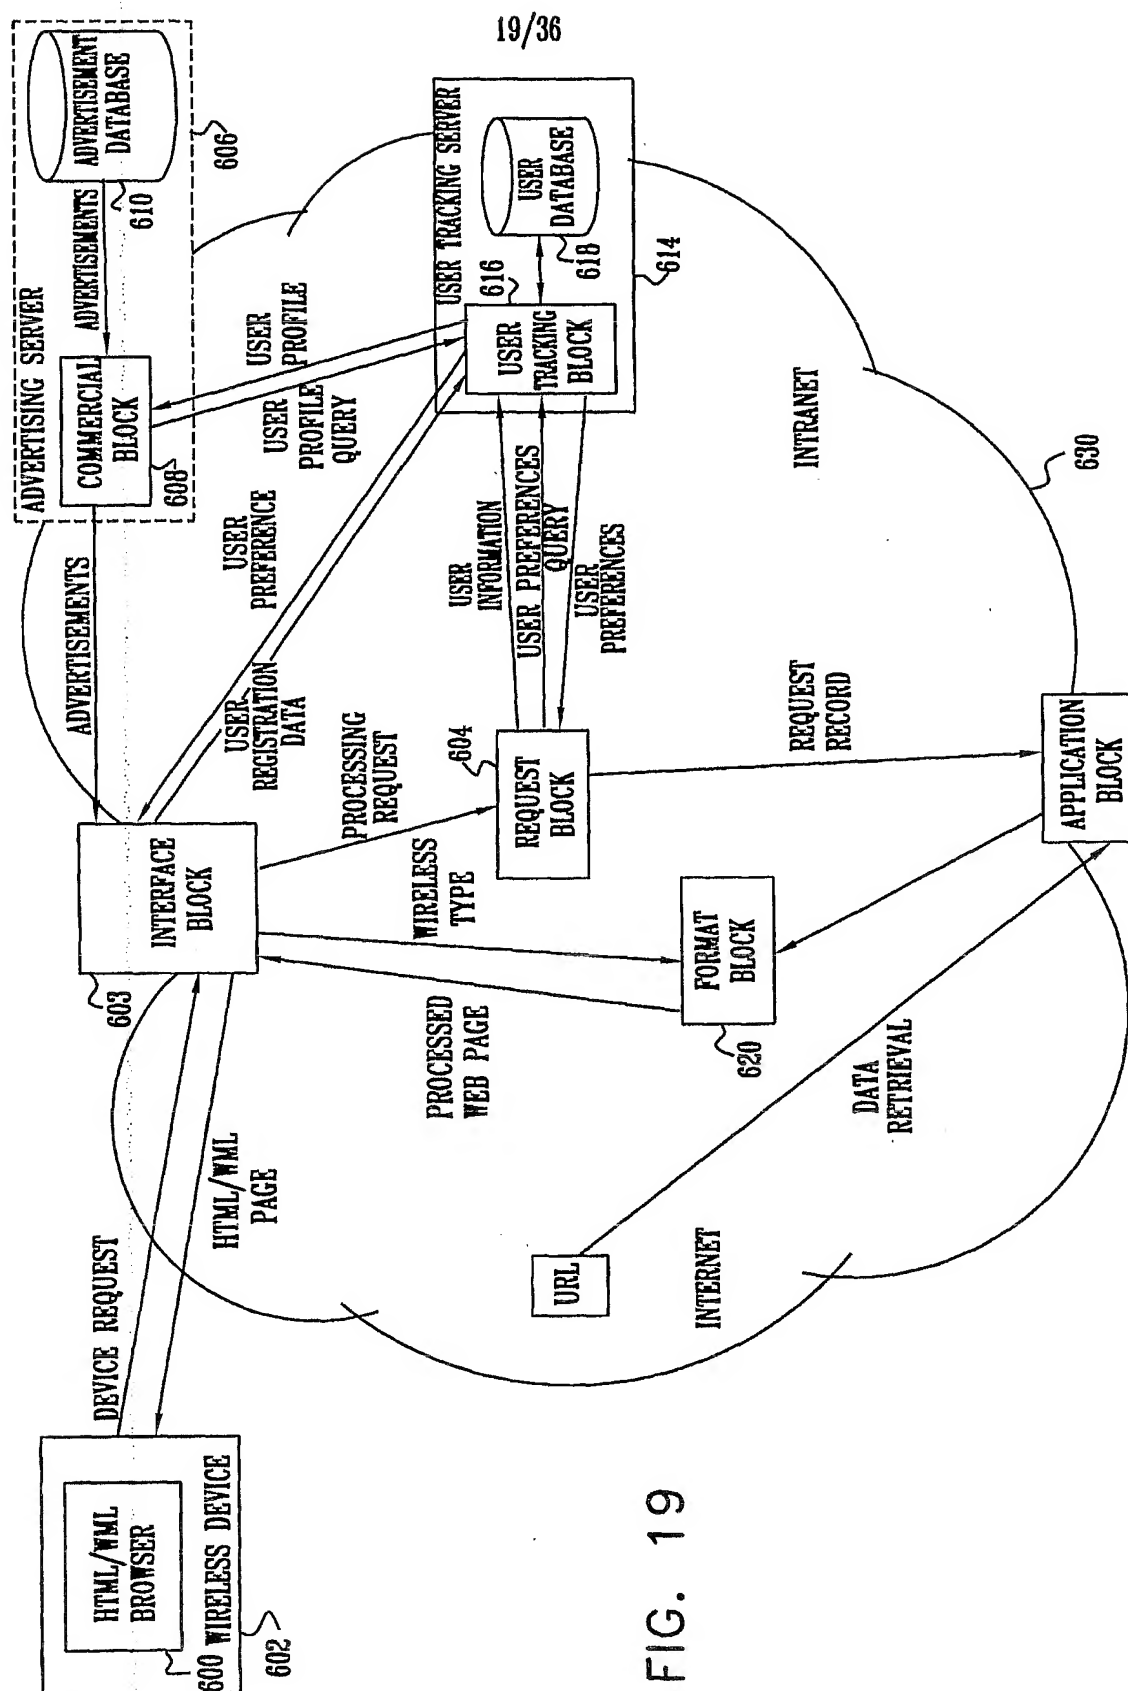 19/36
ADVERTISING SERVER
COMMERCIAL
BLOCK
608
ADVERTISEMENTS
ADVERTISEMENT
DATABASE
610
606
ADVERTISEMENTS
USER
PROFILE
USER
PROFILE
QUERY
USER
PREFERENCE
USER
REGISTRATION
DATA
USER TRACKING SERVER
USER
DATABASE
618
616
USER
TRACKING
BLOCK
614
USER
INFORMATION
USER PREFERENCES
QUERY
USER
PREFERENCES
INTRANET
630
INTERFACE
BLOCK
603
PROCESSING
REQUEST
604
REQUEST
BLOCK
REQUEST
RECORD
APPLICATION
BLOCK
WIRELESS
TYPE
FORMAT
BLOCK
620
PROCESSED
WEB PAGE
DATA
RETRIEVAL
URL
INTERNET
DEVICE REQUEST
HTML/WML
PAGE
HTML/WML
BROWSER
600
WIRELESS DEVICE
602
FIG. 19